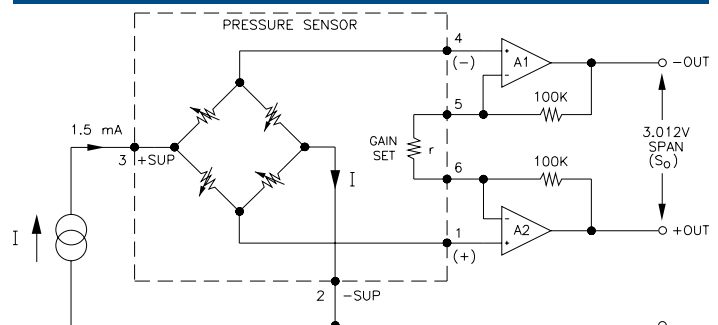 PRESSURE SENSOR
4
(-)
A1
+
-
-OUT
5
100K
1.5 mA
3
+SUP
GAIN
SET
r
3.012V
SPAN
(So)
I
6
100K
I
-
A2
+
+OUT
1
(+)
2
-SUP